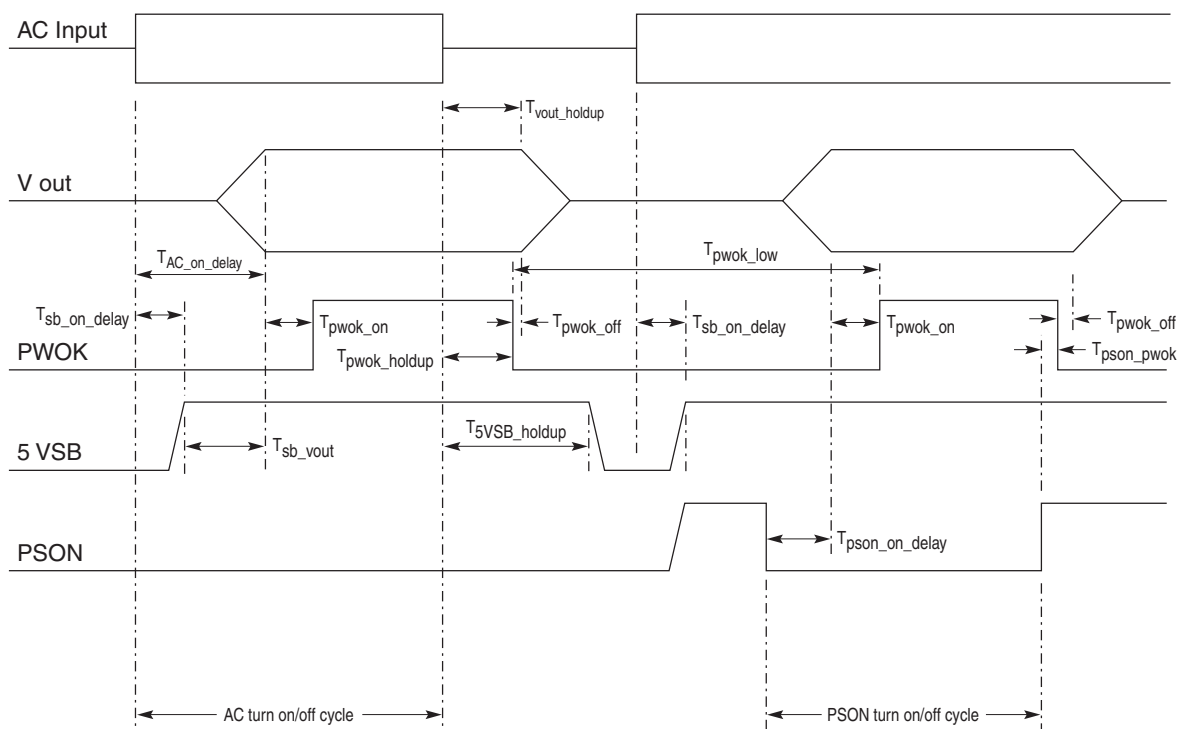 AC Input
Tvout_holdup
V out
TAC_on_delay
Tpwok_low
Tsb_on_delay
Tpwok_on
Tpwok_off
Tsb_on_delay
Tpwok_on
Tpwok_off
PWOK
Tpwok_holdup
Tpson_pwok
5 VSB
Tsb_vout
T5VSB_holdup
PSON
Tpson_on_delay
AC turn on/off cycle
PSON turn on/off cycle